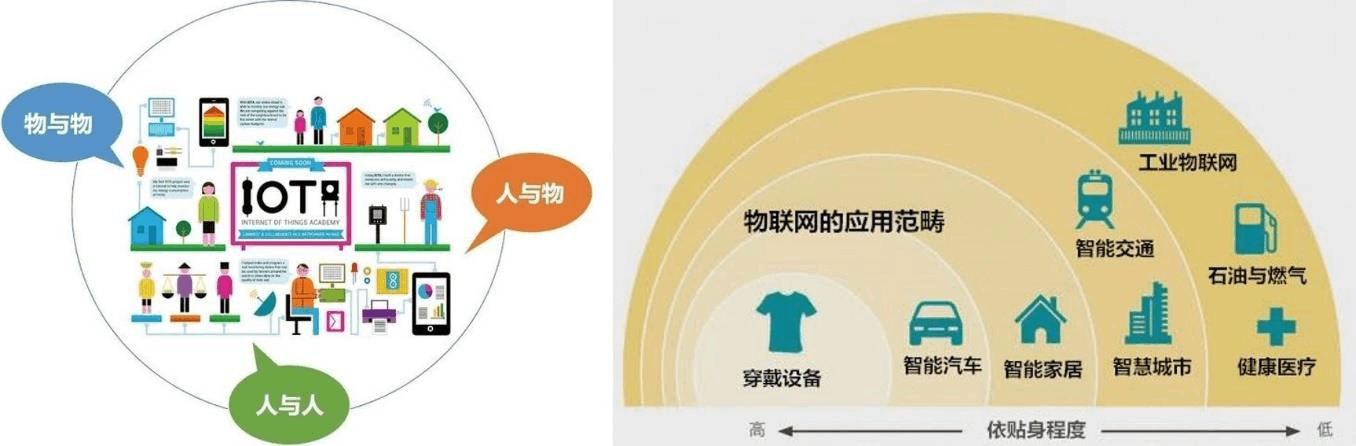 物与物
人与物
人与人
COMING SOON
IOTA
INTERNET OF THINGS ACADEMY
物联网的应用范畴
工业物联网
智能交通
石油与燃气
穿戴设备
智能汽车
智能家居
智慧城市
健康医疗
高
依贴身程度
低